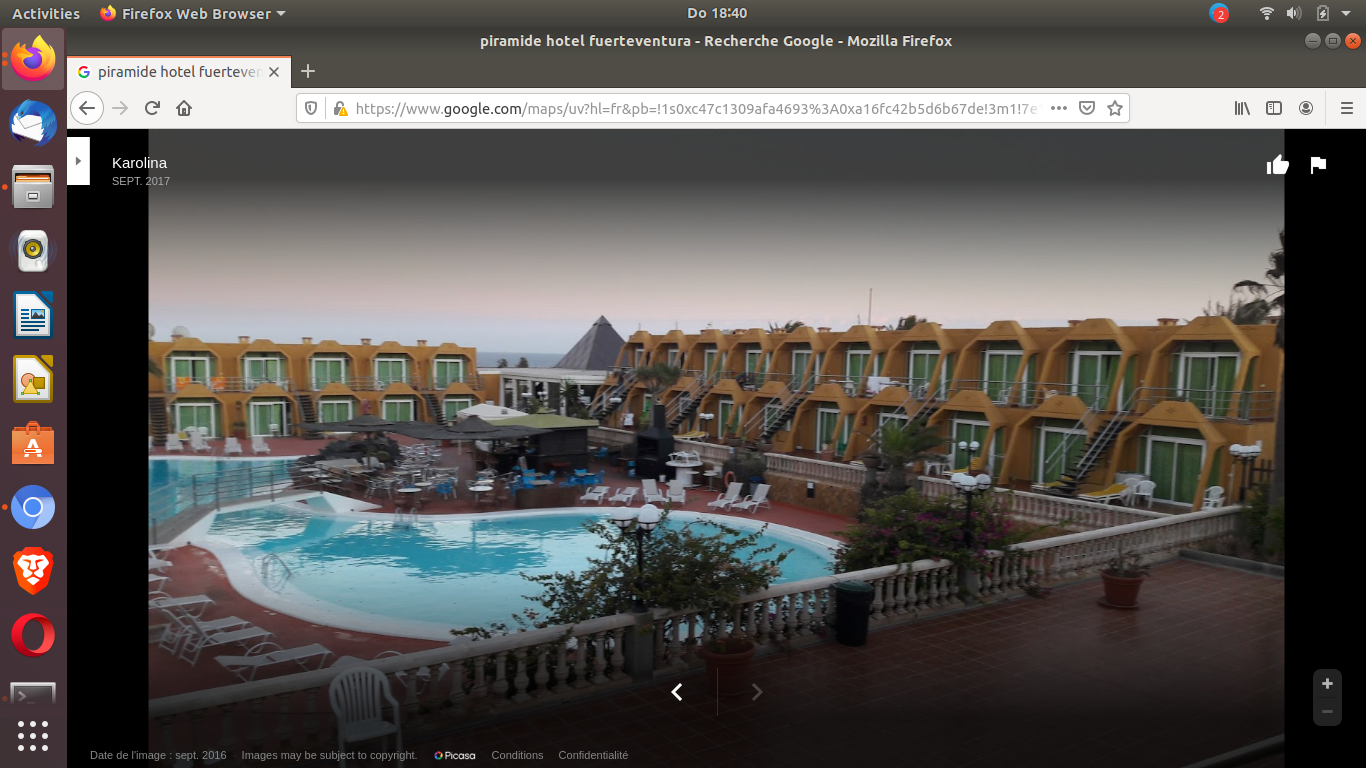 Activities
Firefox Web Browser
Do 18:40
2
piramide hotel fuerteventura - Recherche Google - Mozilla Firefox
piramide hotel fuerteven
https://www.google.com/maps/uv?hl=fr&pb=!1s0xc47c1309afa4693%3A0xa16fc42b5d6b67de!3m1!7e
Karolina
SEPT. 2017
Date de l'image : sept. 2016
Images may be subject to copyright.
Picasa
Conditions
Confidentialité